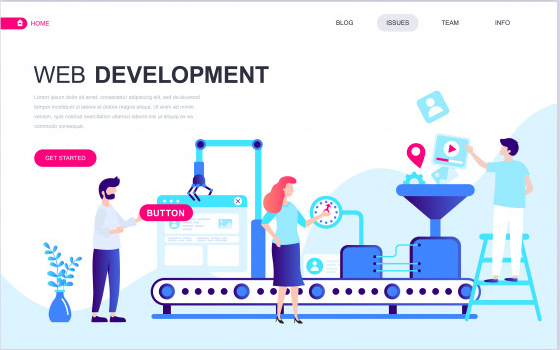 HOME
BLOG
ISSUES
TEAM
INFO
WEB DEVELOPMENT
Lorem ipsum dolor sit amet, consectetur adipiscing elit, sed do eiusmod
tempor incididunt ut labore et dolore magna aliqua. Ut enim ad minim
veniam, quis nostrud exercitation ullamco laboris nisi ut aliquip ex ea
commodo consequat.
GET STARTED
BUTTON